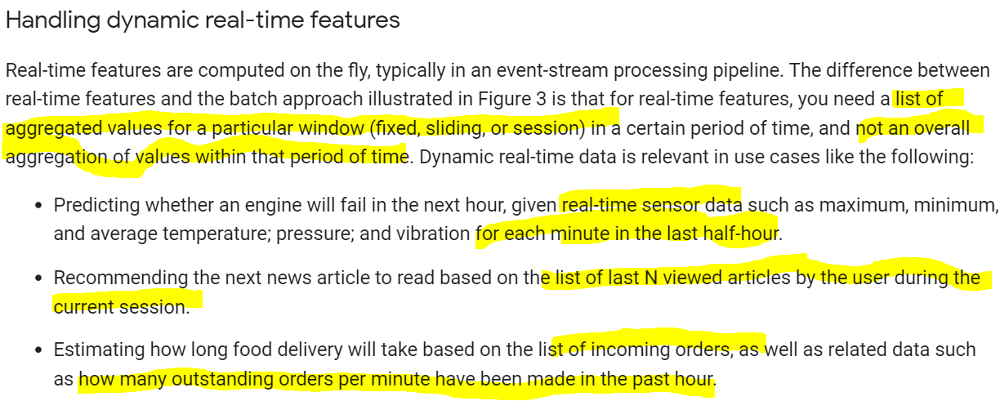 Handling dynamic real-time features
Real-time features are computed on the fly, typically in an event-stream processing pipeline. The difference between
real-time features and the batch approach illustrated in Figure 3 is that for real-time features, you need a list of
aggregated values for a particular window (fixed, sliding, or session) in a certain period of time, and not an overall
aggregation of values within that period of time. Dynamic real-time data is relevant in use cases like the following:
• Predicting whether an engine will fail in the next hour, given real-time sensor data such as maximum, minimum,
and average temperature; pressure; and vibration for each minute in the last half-hour.
• Recommending the next news article to read based on the list of last N viewed articles by the user during the
current session.
• Estimating how long food delivery will take based on the list of incoming orders, as well as related data such
as how many outstanding orders per minute have been made in the past hour.